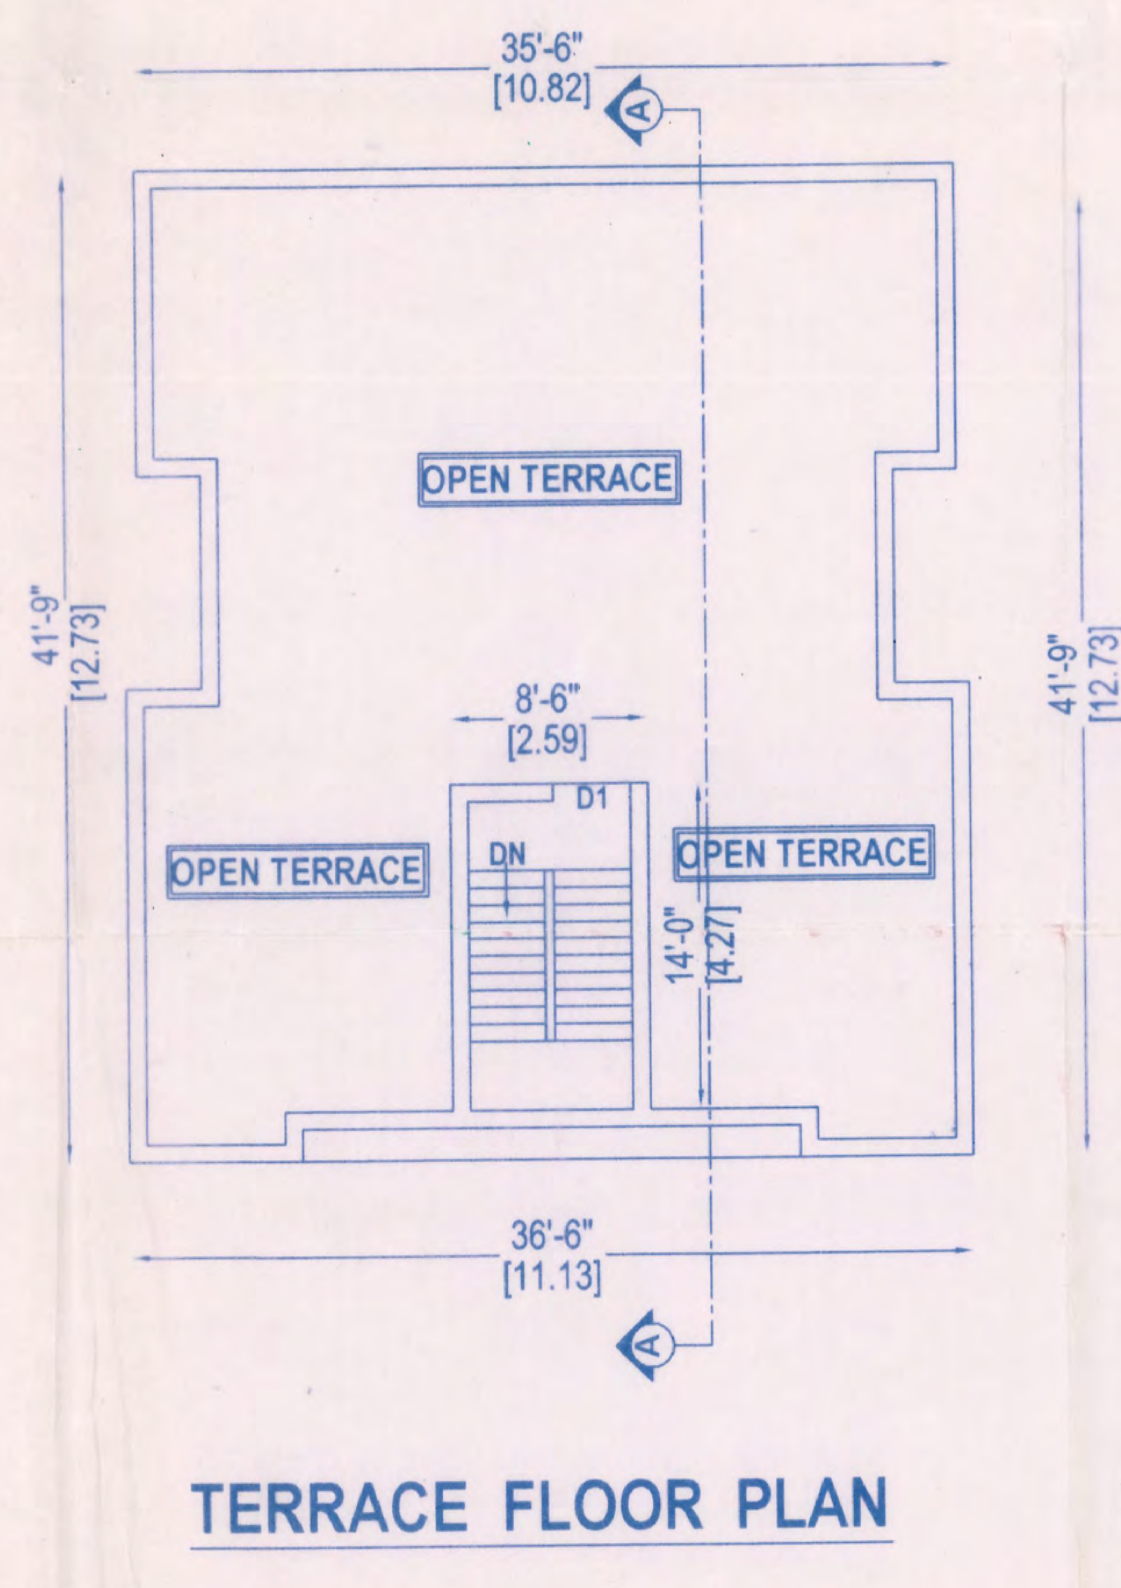 35'-6"
[10.82]
A
OPEN TERRACE
41'-9"
[12.73]
41'-9"
[12.73]
8'-6"
[2.59]
D1
DN
OPEN TERRACE
OPEN TERRACE
14'-0"
[4.27]
36'-6"
[11.13]
A
TERRACE FLOOR PLAN